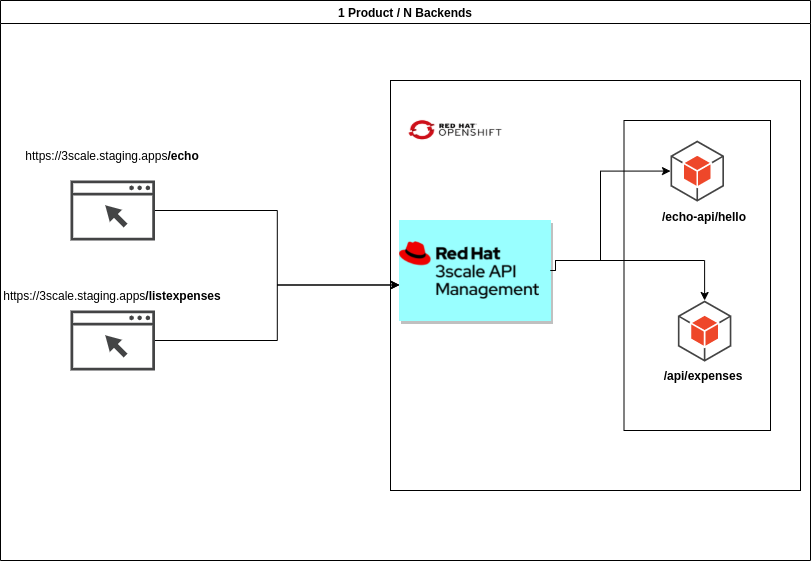 1 Product / N Backends
RED HAT
OPENSHIFT
https://3scale.staging.apps/echo
/echo-api/hello
Red Hat
3scale API
Management
https://3scale.staging.apps/listexpenses
/api/expenses